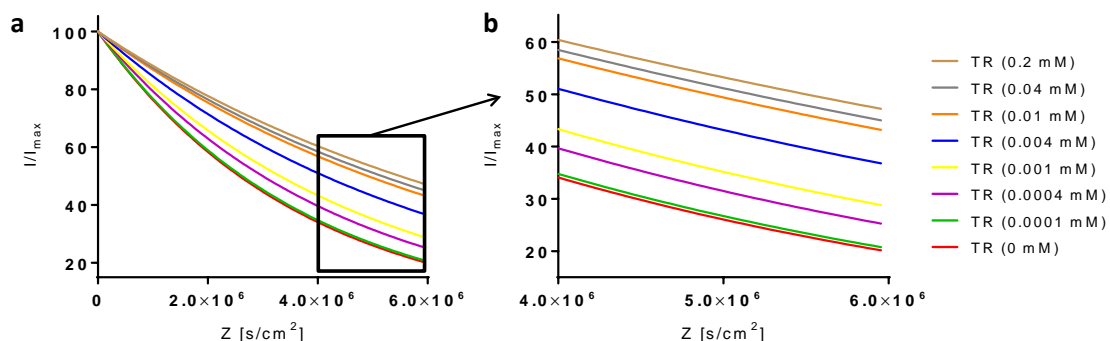 a
100
80
60
40
20
I/Imax
0
2.0×10⁶
4.0×10⁶
6.0×10⁶
Z [s/cm²]
b
60
50
40
30
20
I/Imax
4.0×10⁶
5.0×10⁶
6.0×10⁶
Z [s/cm²]
TR (0.2 mM)
TR (0.04 mM)
TR (0.01 mM)
TR (0.004 mM)
TR (0.001 mM)
TR (0.0004 mM)
TR (0.0001 mM)
TR (0 mM)